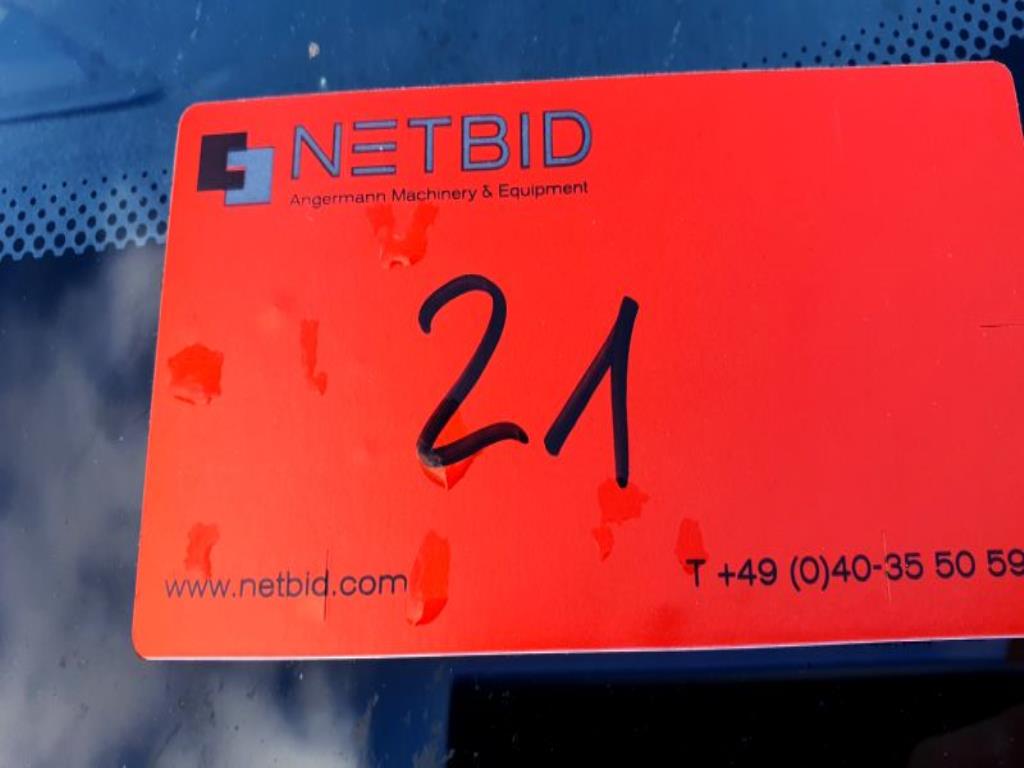 NETBID
Angermann Machinery & Equipment
21
www.netbid.com
T +49 (0)40-35 50 59